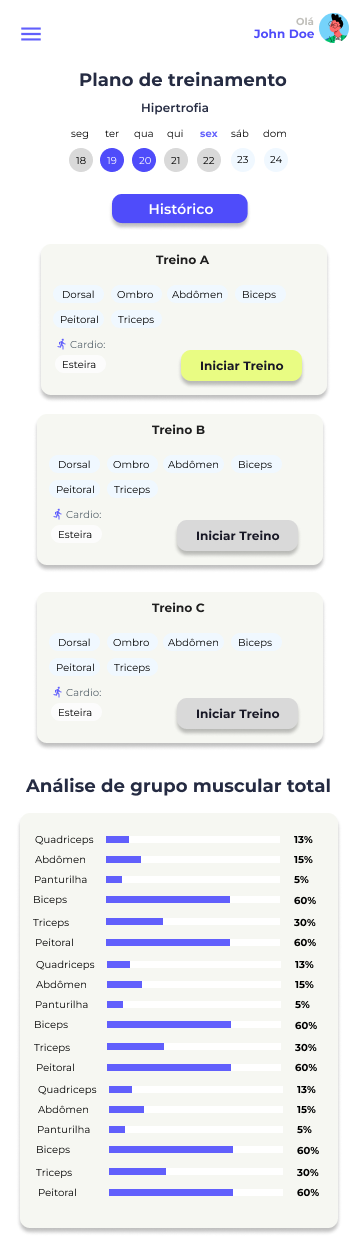 Olá
John Doe
Plano de treinamento
Hipertrofia
seg ter qua qui sex sáb dom
18 19 20 21 22 23 24
Histórico
Treino A
Dorsal Ombro Abdômen Biceps
Peitoral Triceps
Cardio:
Esteira
Iniciar Treino
Treino B
Dorsal Ombro Abdômen Biceps
Peitoral Triceps
Cardio:
Esteira
Iniciar Treino
Treino C
Dorsal Ombro Abdômen Biceps
Peitoral Triceps
Cardio:
Esteira
Iniciar Treino
Análise de grupo muscular total
Quadriceps 13%
Abdômen 15%
Panturilha 5%
Biceps 60%
Triceps 30%
Peitoral 60%
Quadriceps 13%
Abdômen 15%
Panturilha 5%
Biceps 60%
Triceps 30%
Peitoral 60%
Quadriceps 13%
Abdômen 15%
Panturilha 5%
Biceps 60%
Triceps 30%
Peitoral 60%